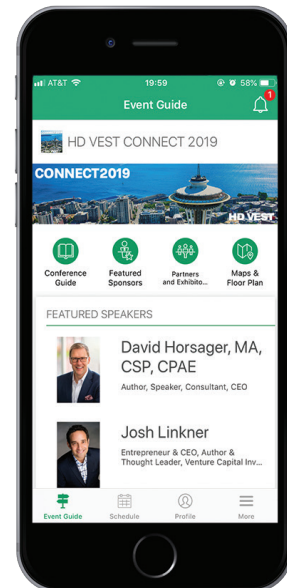 AT&T 19:59 58%
Event Guide
1
HD VEST CONNECT 2019
CONNECT2019
HD VEST
Conference
Guide
Featured
Sponsors
Partners
and Exhibito...
Maps &
Floor Plan
FEATURED SPEAKERS
David Horsager, MA,
CSP, CPAE
Author, Speaker, Consultant, CEO
Josh Linkner
Entrepreneur & CEO, Author &
Thought Leader, Venture Capital Inv...
Event Guide
Schedule
Profile
More